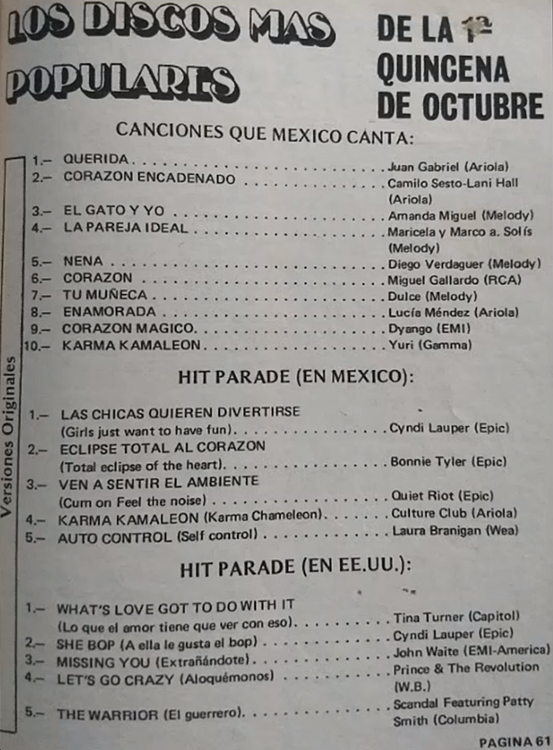 LOS DISCOS MAS
POPULARES
DE LA 1ª
QUINCENA
DE OCTUBRE
CANCIONES QUE MEXICO CANTA:
1.— QUERIDA. . . . . . . . . . . . . . . . . . . . . . . . . . Juan Gabriel (Ariola)
2.— CORAZON ENCADENADO . . . . . . . . . . . . . Camilo Sesto-Lani Hall
(Ariola)
3.— EL GATO Y YO . . . . . . . . . . . . . . . . . . . . . Amanda Miguel (Melody)
4.— LA PAREJA IDEAL . . . . . . . . . . . . . . . . . . . Maricela y Marco a. Solís
(Melody)
5.— NENA . . . . . . . . . . . . . . . . . . . . . . . . . . . . Diego Verdaguer (Melody)
6.— CORAZON . . . . . . . . . . . . . . . . . . . . . . . . Miguel Gallardo (RCA)
7.— TU MUÑECA . . . . . . . . . . . . . . . . . . . . . . . Dulce (Melody)
8.— ENAMORADA . . . . . . . . . . . . . . . . . . . . . . Lucía Méndez (Ariola)
9.— CORAZON MAGICO. . . . . . . . . . . . . . . . . . . Dyango (EMI)
10.— KARMA KAMALEON. . . . . . . . . . . . . . . . . . Yuri (Gamma)
HIT PARADE (EN MEXICO):
1.— LAS CHICAS QUIEREN DIVERTIRSE
(Girls just want to have fun). . . . . . . . . . . . . . . Cyndi Lauper (Epic)
2.— ECLIPSE TOTAL AL CORAZON
(Total eclipse of the heart). . . . . . . . . . . . . . . . Bonnie Tyler (Epic)
3.— VEN A SENTIR EL AMBIENTE
(Cum on Feel the noise) . . . . . . . . . . . . . . . . . . Quiet Riot (Epic)
4.— KARMA KAMALEON (Karma Chameleon). . . . . . Culture Club (Ariola)
5.— AUTO CONTROL (Self control) . . . . . . . . . . . . Laura Branigan (Wea)
HIT PARADE (EN EE.UU.):
1.— WHAT'S LOVE GOT TO DO WITH IT
(Lo que el amor tiene que ver con eso). . . . . . . . . Tina Turner (Capitol)
2.— SHE BOP (A ella le gusta el bop) . . . . . . . . . . . . Cyndi Lauper (Epic)
3.— MISSING YOU (Extrañándote). . . . . . . . . . . . . John Waite (EMI-America)
4.— LET'S GO CRAZY (Aloquémonos) . . . . . . . . . . Prince & The Revolution
(W.B.)
5.— THE WARRIOR (El guerrero). . . . . . . . . . . . . . Scandal Featuring Patty
Smith (Columbia)
Versiones Originales
PAGINA 61